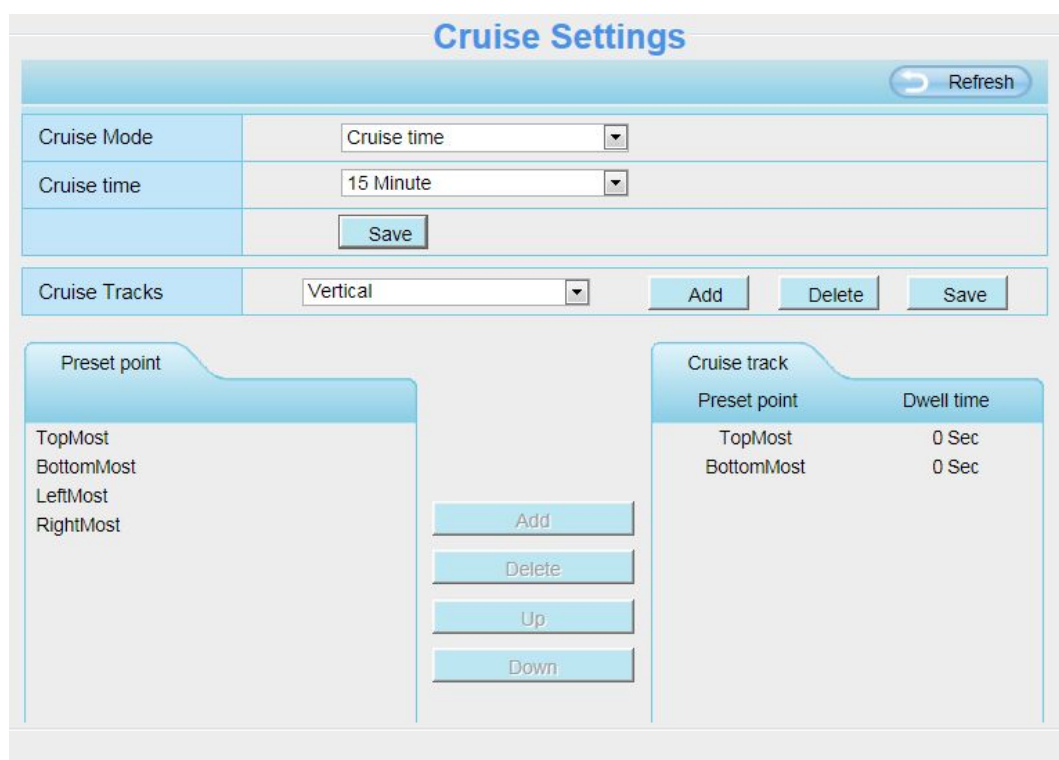 Cruise Settings
Refresh
Cruise Mode Cruise time
Cruise time 15 Minute
Save
Cruise Tracks Vertical Add Delete Save
Preset point
TopMost
BottomMost
LeftMost
RightMost
Add
Delete
Up
Down
Cruise track
Preset point Dwell time
TopMost 0 Sec
BottomMost 0 Sec